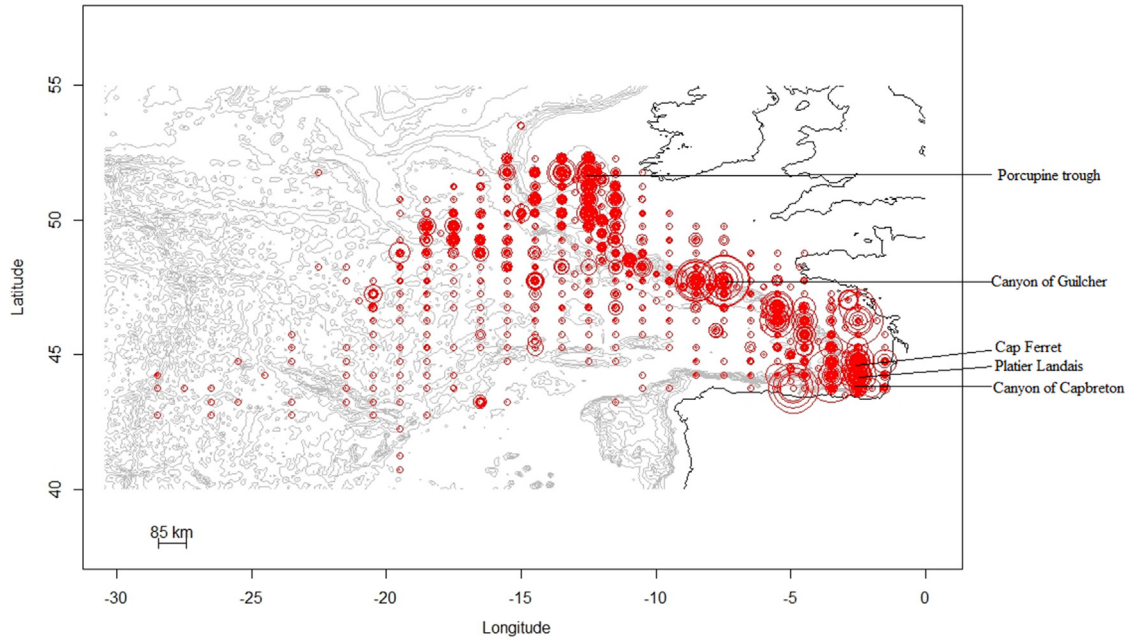 55
50
45
40
Latitude
Porcupine trough
Canyon of Guilcher
Cap Ferret
Platier Landais
Canyon of Capbreton
85 km
-30 -25 -20 -15 -10 -5 0
Longitude